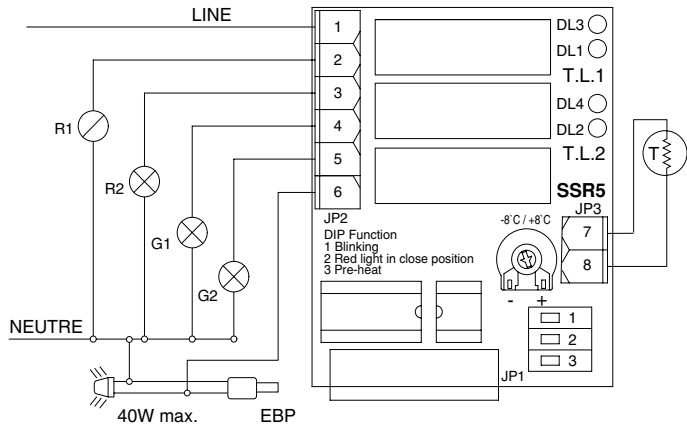 LINE
1
2
3
4
5
6
JP2
DL3
DL1
T.L.1
DL4
DL2
T.L.2
SSR5
JP3
7
8
T
R1
R2
G1
G2
DIP Function
1 Blinking
2 Red light in close position
3 Pre-heat
-8`C / +8`C
- +
1
2
3
JP1
NEUTRE
40W max.
EBP